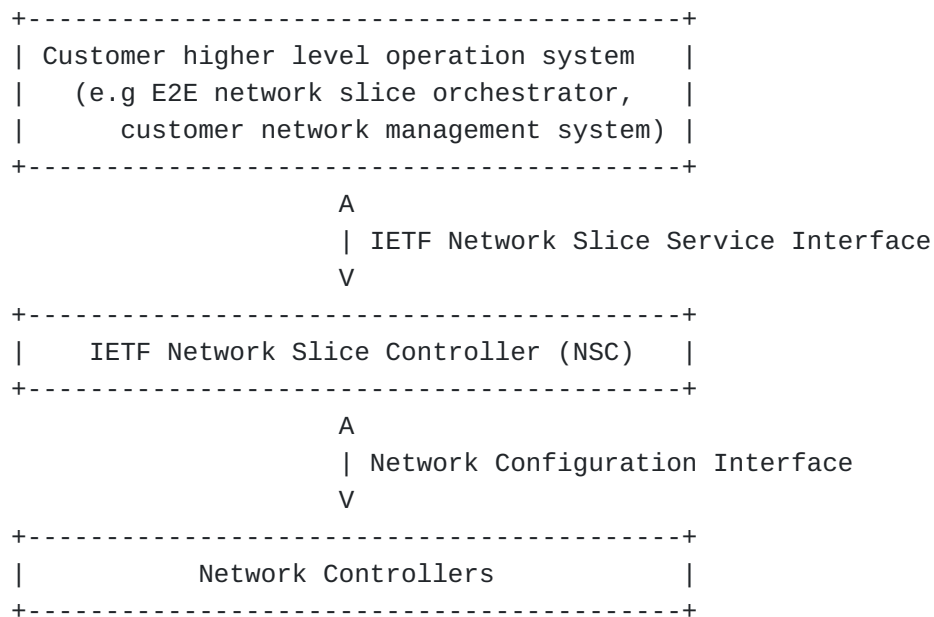 +------------------------------------------+
| Customer higher level operation system   |
|   (e.g E2E network slice orchestrator,   |
|      customer network management system) |
+------------------------------------------+
                     A
                     | IETF Network Slice Service Interface
                     V
+------------------------------------------+
|    IETF Network Slice Controller (NSC)   |
+------------------------------------------+
                     A
                     | Network Configuration Interface
                     V
+------------------------------------------+
|           Network Controllers            |
+------------------------------------------+